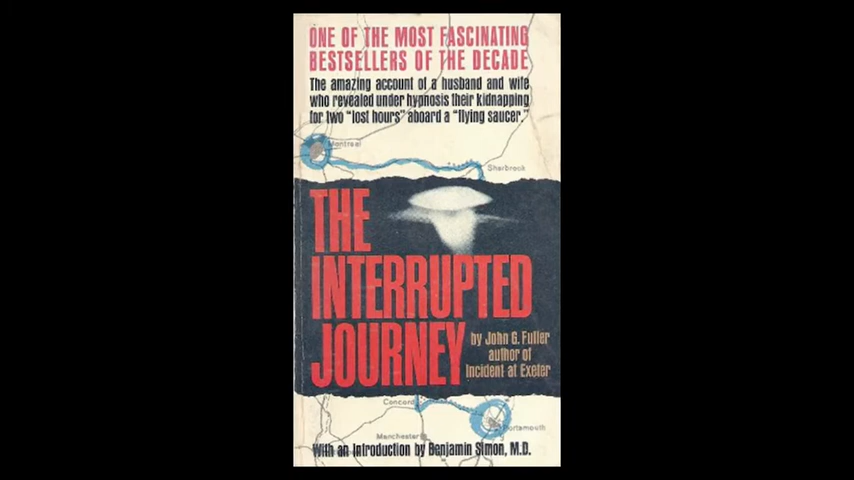 ONE OF THE MOST FASCINATING
BESTSELLERS OF THE DECADE
The amazing account of a husband and wife
who revealed under hypnosis their kidnapping
for two "lost hours" aboard a "flying saucer."
Montreal
Sherbrook
THE
INTERRUPTED
JOURNEY
by John G. Fuller
author of
Incident at Exeter
Concord
Portsmouth
Manchester
With an Introduction by Benjamin Simon, M.D.